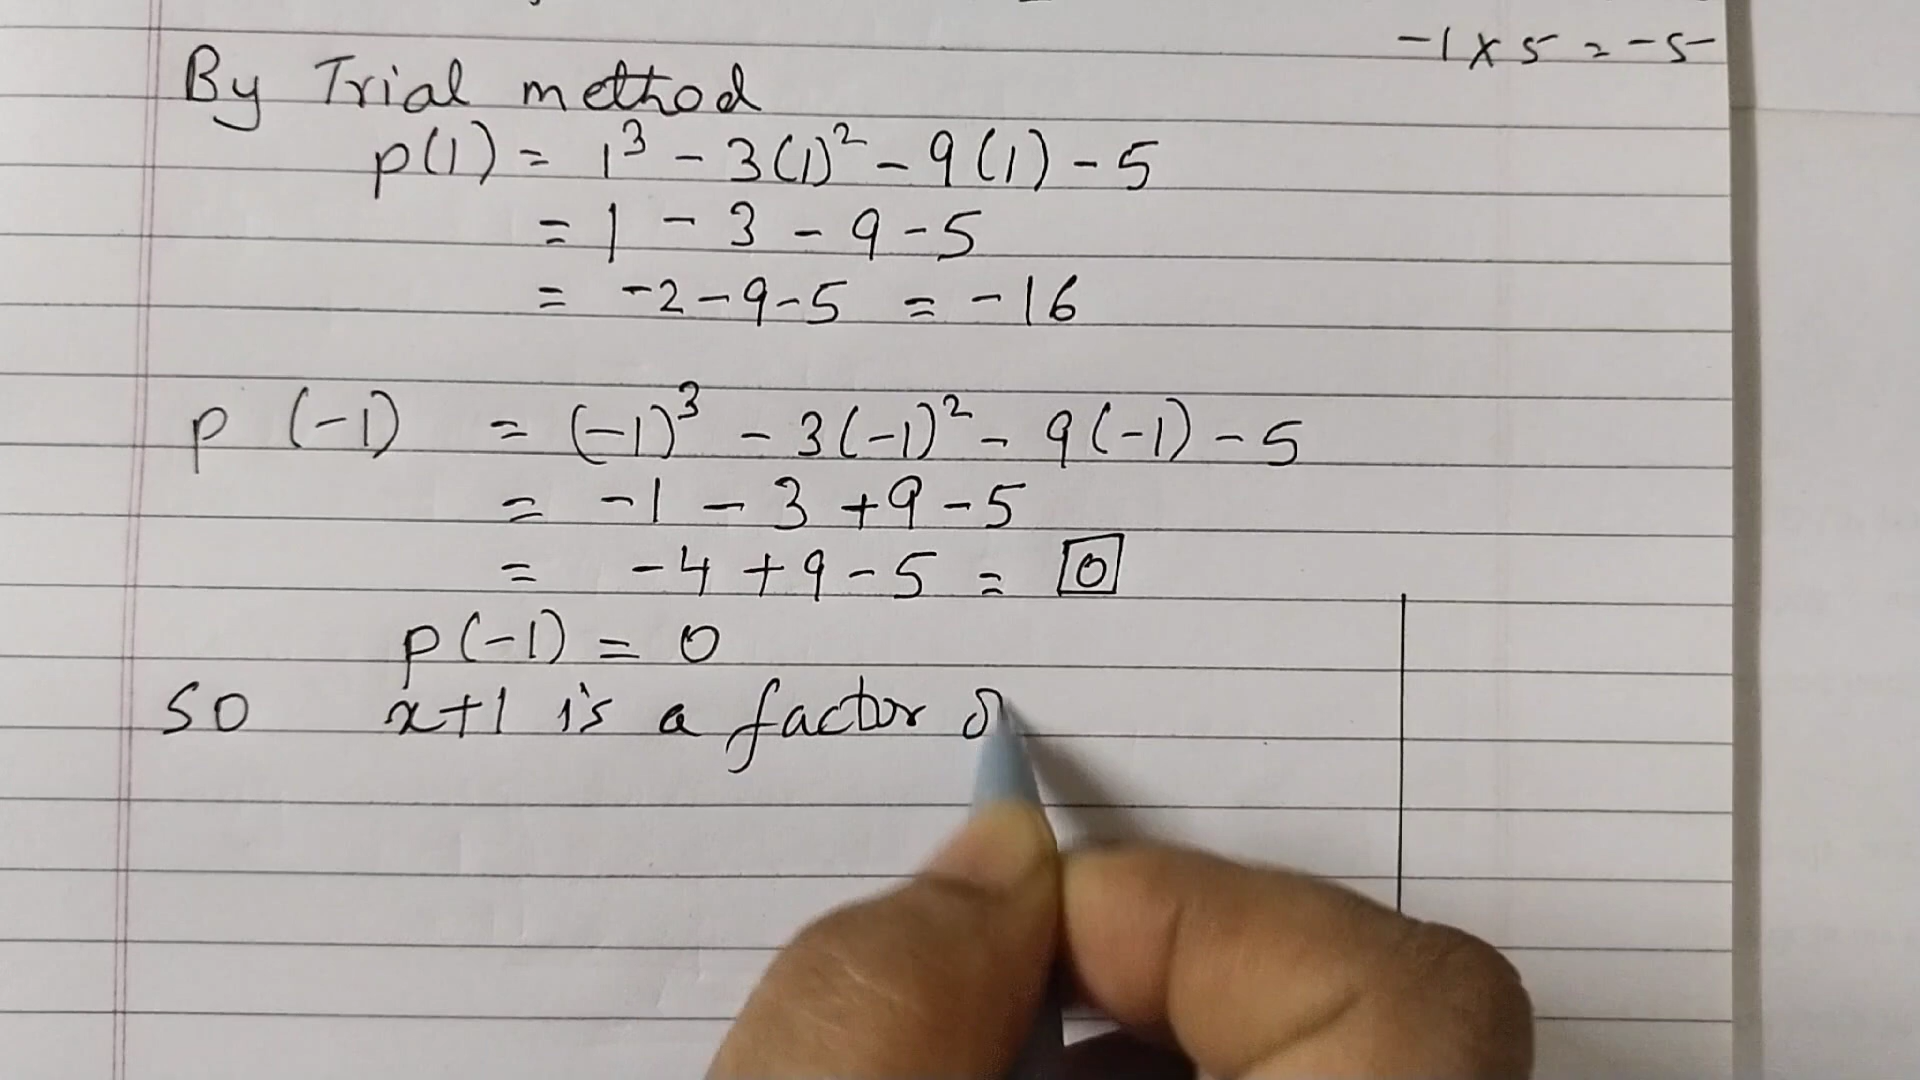 -1 x 5 = -5
By Trial method
p(1) = 1³ - 3(1)² - 9(1) - 5
= 1 - 3 - 9 - 5
= -2 - 9 - 5 = -16
p (-1) = (-1)³ - 3(-1)² - 9(-1) - 5
= -1 - 3 + 9 - 5
= -4 + 9 - 5 = 0
p(-1) = 0
so x+1 is a factor o